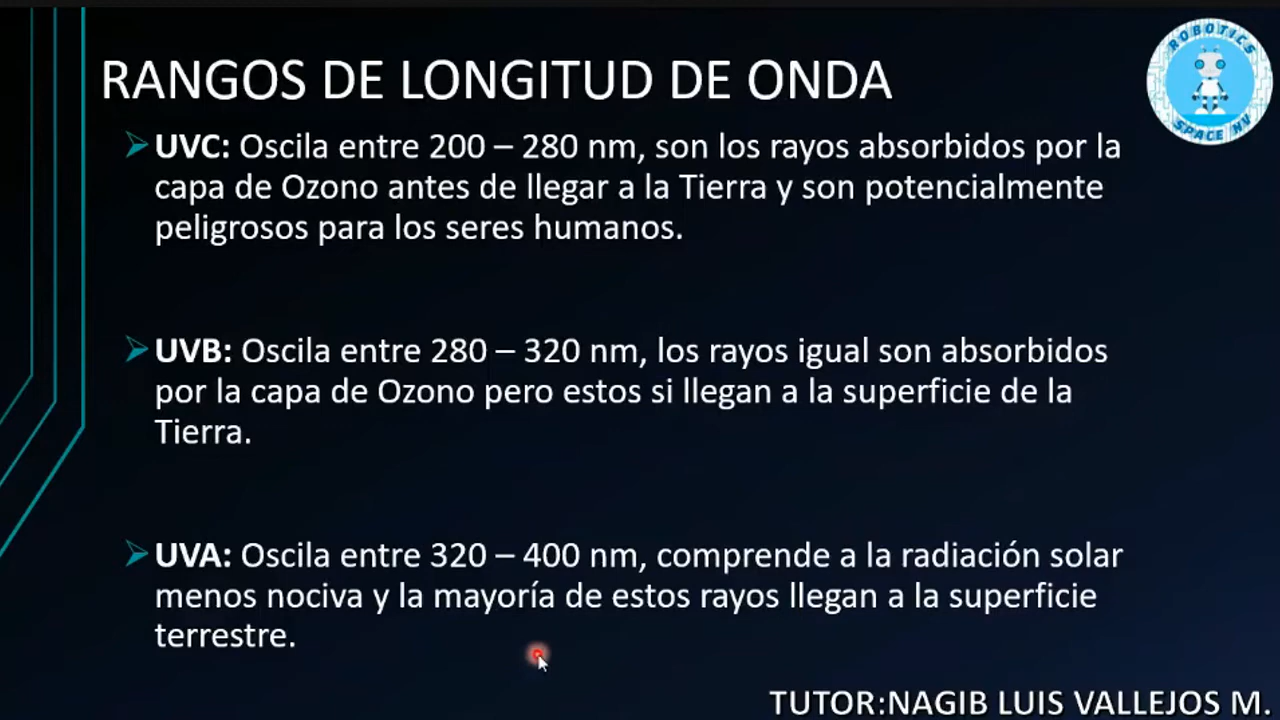 RANGOS DE LONGITUD DE ONDA
ROBOTICS
SPACE NV
UVC: Oscila entre 200 – 280 nm, son los rayos absorbidos por la
capa de Ozono antes de llegar a la Tierra y son potencialmente
peligrosos para los seres humanos.
UVB: Oscila entre 280 – 320 nm, los rayos igual son absorbidos
por la capa de Ozono pero estos si llegan a la superficie de la
Tierra.
UVA: Oscila entre 320 – 400 nm, comprende a la radiación solar
menos nociva y la mayoría de estos rayos llegan a la superficie
terrestre.
TUTOR:NAGIB LUIS VALLEJOS M.